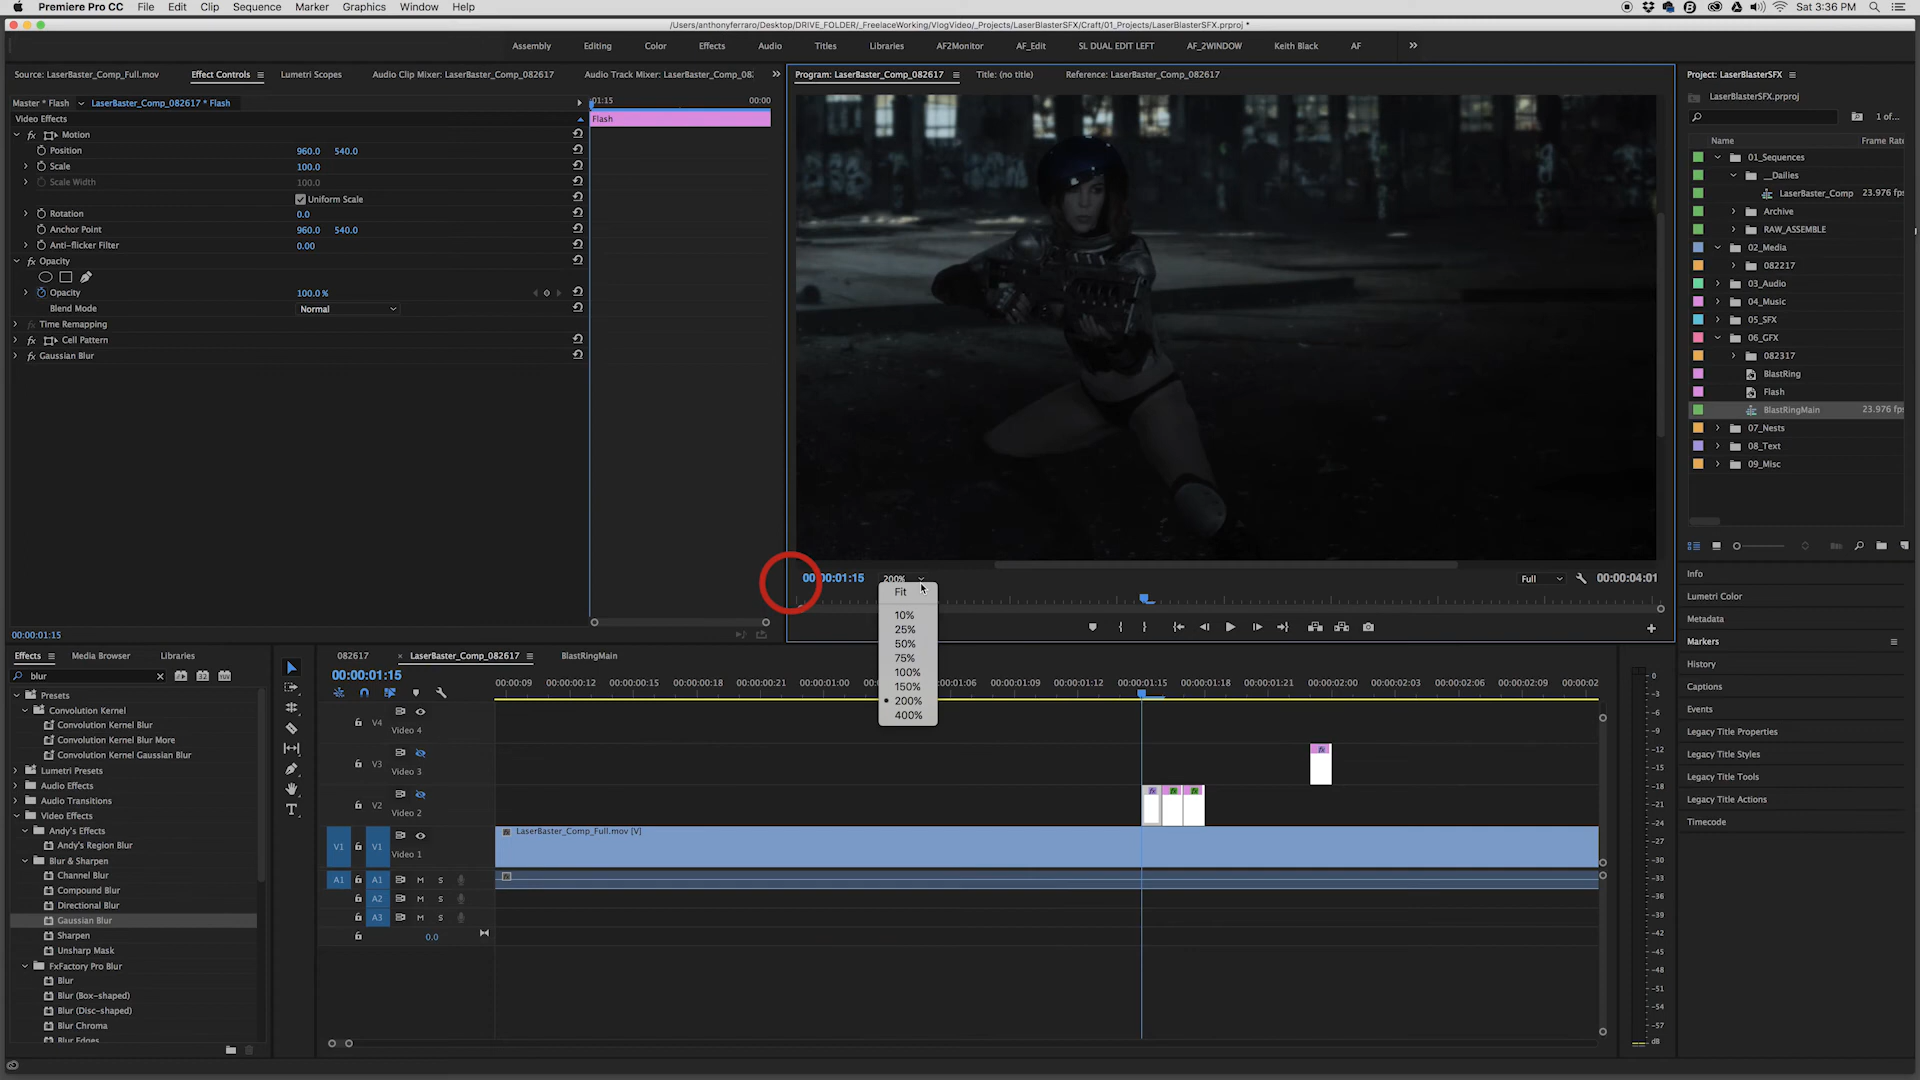 Premiere Pro CC File Edit Clip Sequence Marker Graphics Window Help
Sat 3:36 PM
/Users/anthonyferraro/Desktop/DRIVE_FOLDER/_FreelaceWorking/VlogVideo/_Projects/LaserBlasterSFX/Craft/01_Projects/LaserBlasterSFX.prproj *
Assembly Editing Color Effects Audio Titles Libraries AF2Monitor AF_Edit SL DUAL EDIT LEFT AF_2WINDOW Keith Black AF
Source: LaserBaster_Comp_Full.mov Effect Controls Lumetri Scopes Audio Clip Mixer: LaserBaster_Comp_082617 Audio Track Mixer: LaserBaster_Comp_08:
Master * Flash LaserBaster_Comp_082617 * Flash
01:15 00:00
Video Effects
Flash
fx Motion
Position 960.0 540.0
Scale 100.0
Scale Width 100.0
Uniform Scale
Rotation 0.0
Anchor Point 960.0 540.0
Anti-flicker Filter 0.00
fx Opacity
Opacity 100.0 %
Blend Mode Normal
fx Time Remapping
fx Cell Pattern
fx Gaussian Blur
00:00:01:15
Program: LaserBaster_Comp_082617 Title: (no title) Reference: LaserBaster_Comp_082617
00:00:01:15 200% Full 00:00:04:01
Fit
10%
25%
50%
75%
100%
150%
200%
400%
Project: LaserBlasterSFX
LaserBlasterSFX.prproj
1 of...
Name Frame Rate
01_Sequences
__Dailies
LaserBaster_Comp 23.976 fps
Archive
RAW_ASSEMBLE
02_Media
082217
03_Audio
04_Music
05_SFX
06_GFX
082317
BlastRing
Flash
BlastRingMain 23.976 fps
07_Nests
08_Text
09_Misc
Info
Lumetri Color
Metadata
Markers
History
Captions
Events
Legacy Title Properties
Legacy Title Styles
Legacy Title Tools
Legacy Title Actions
Timecode
Effects Media Browser Libraries
blur
Presets
Convolution Kernel
Convolution Kernel Blur
Convolution Kernel Blur More
Convolution Kernel Gaussian Blur
Lumetri Presets
Audio Effects
Audio Transitions
Video Effects
Andy's Effects
Andy's Region Blur
Blur & Sharpen
Channel Blur
Compound Blur
Directional Blur
Gaussian Blur
Sharpen
Unsharp Mask
FxFactory Pro Blur
Blur
Blur (Box-shaped)
Blur (Disc-shaped)
Blur Chroma
Blur Edges
082617 × LaserBaster_Comp_082617 BlastRingMain
00:00:01:15
00:00:09 00:00:00:12 00:00:00:15 00:00:00:18 00:00:00:21 00:00:01:00 :01:06 00:00:01:09 00:00:01:12 00:00:01:15 00:00:01:18 00:00:01:21 00:00:02:00 00:00:02:03 00:00:02:06 00:00:02:09 00:00:02:12 00:00:02
V4 Video 4
V3 Video 3
V2 Video 2
V1 V1 Video 1
LaserBaster_Comp_Full.mov [V]
A1 A1 M S
A2 M S
A3 M S
0.0
0
-3
-6
-9
-12
-15
-18
-21
-24
-27
-30
-33
-36
-39
-42
-45
-48
-51
-54
-57
dB